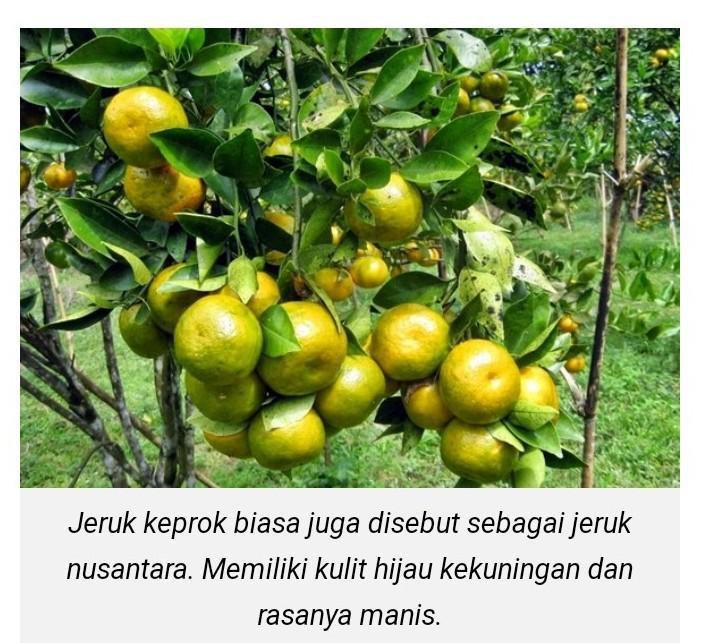 Jeruk keprok biasa juga disebut sebagai jeruk
nusantara. Memiliki kulit hijau kekuningan dan
rasanya manis.